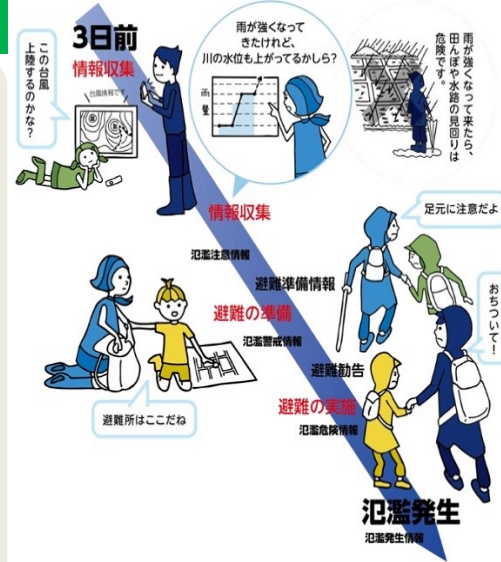 3日前
情報収集
この台風
上陸するのかな？
台風情報です
雨が強くなって
きたけれど、
川の水位も上がってるかしら？
雨量
雨が強くなって来たら、
田んぼや水路の見回りは
危険です。
情報収集
氾濫注意情報
足元に注意だよ
避難準備情報
避難の準備
氾濫警戒情報
おちついて！
避難勧告
避難所はここだね
避難の実施
氾濫危険情報
氾濫発生
氾濫発生情報